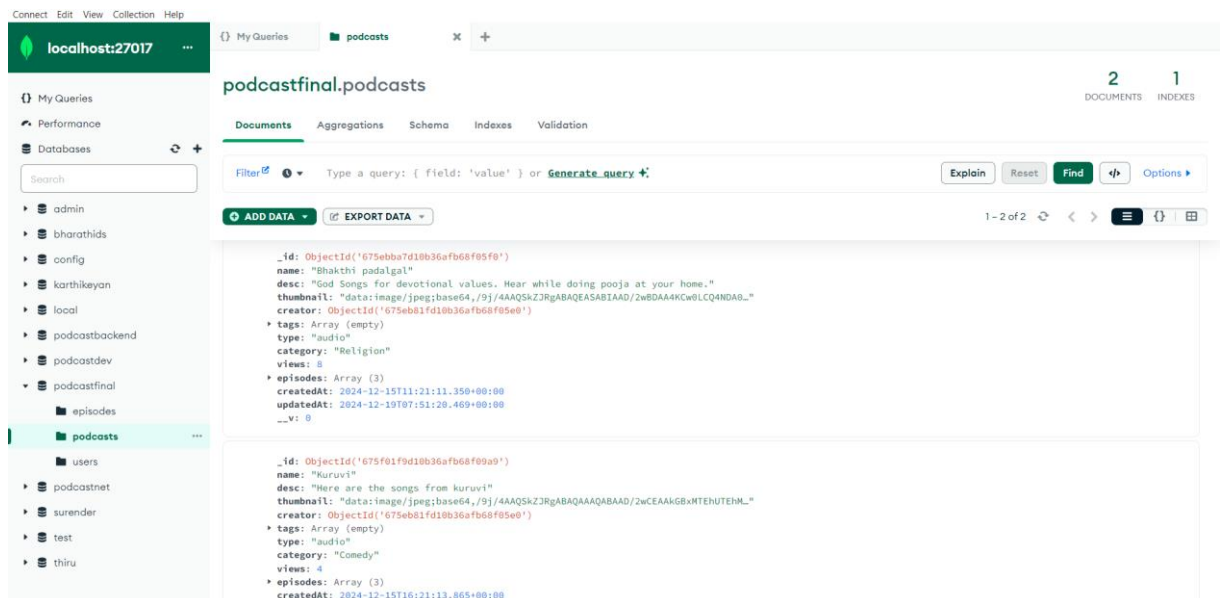 Connect Edit View Collection Help
localhost:27017 ...
{} My Queries
Performance
Databases
Search
admin
bharathids
config
karthikeyan
local
podcastbackend
podcastdev
podcastfinal
episodes
podcasts ...
users
podcastnet
surender
test
thiru
{} My Queries podcasts × +
podcastfinal.podcasts
2 DOCUMENTS
1 INDEXES
Documents Aggregations Schema Indexes Validation
Filter Type a query: { field: 'value' } or Generate query Explain Reset Find </> Options
ADD DATA EXPORT DATA 1 – 2 of 2 {}
_id: ObjectId('675ebba7d10b36afb68f05f0')
name: "Bhakthi padalgal"
desc: "God Songs for devotional values. Hear while doing pooja at your home."
thumbnail: "data:image/jpeg;base64,/9j/4AAQSkZJRgABAQEASABIAAD/2wBDAA4KCw0LCQ4NDA0…"
creator: ObjectId('675eb81fd10b36afb68f05e0')
tags: Array (empty)
type: "audio"
category: "Religion"
views: 8
episodes: Array (3)
createdAt: 2024-12-15T11:21:11.350+00:00
updatedAt: 2024-12-19T07:51:20.469+00:00
__v: 0
_id: ObjectId('675f01f9d10b36afb68f09a9')
name: "Kuruvi"
desc: "Here are the songs from kuruvi"
thumbnail: "data:image/jpeg;base64,/9j/4AAQSkZJRgABAQAAAQABAAD/2wCEAAkGBxMTEhUTEhM…"
creator: ObjectId('675eb81fd10b36afb68f05e0')
tags: Array (empty)
type: "audio"
category: "Comedy"
views: 4
episodes: Array (3)
createdAt: 2024-12-15T16:21:13.865+00:00